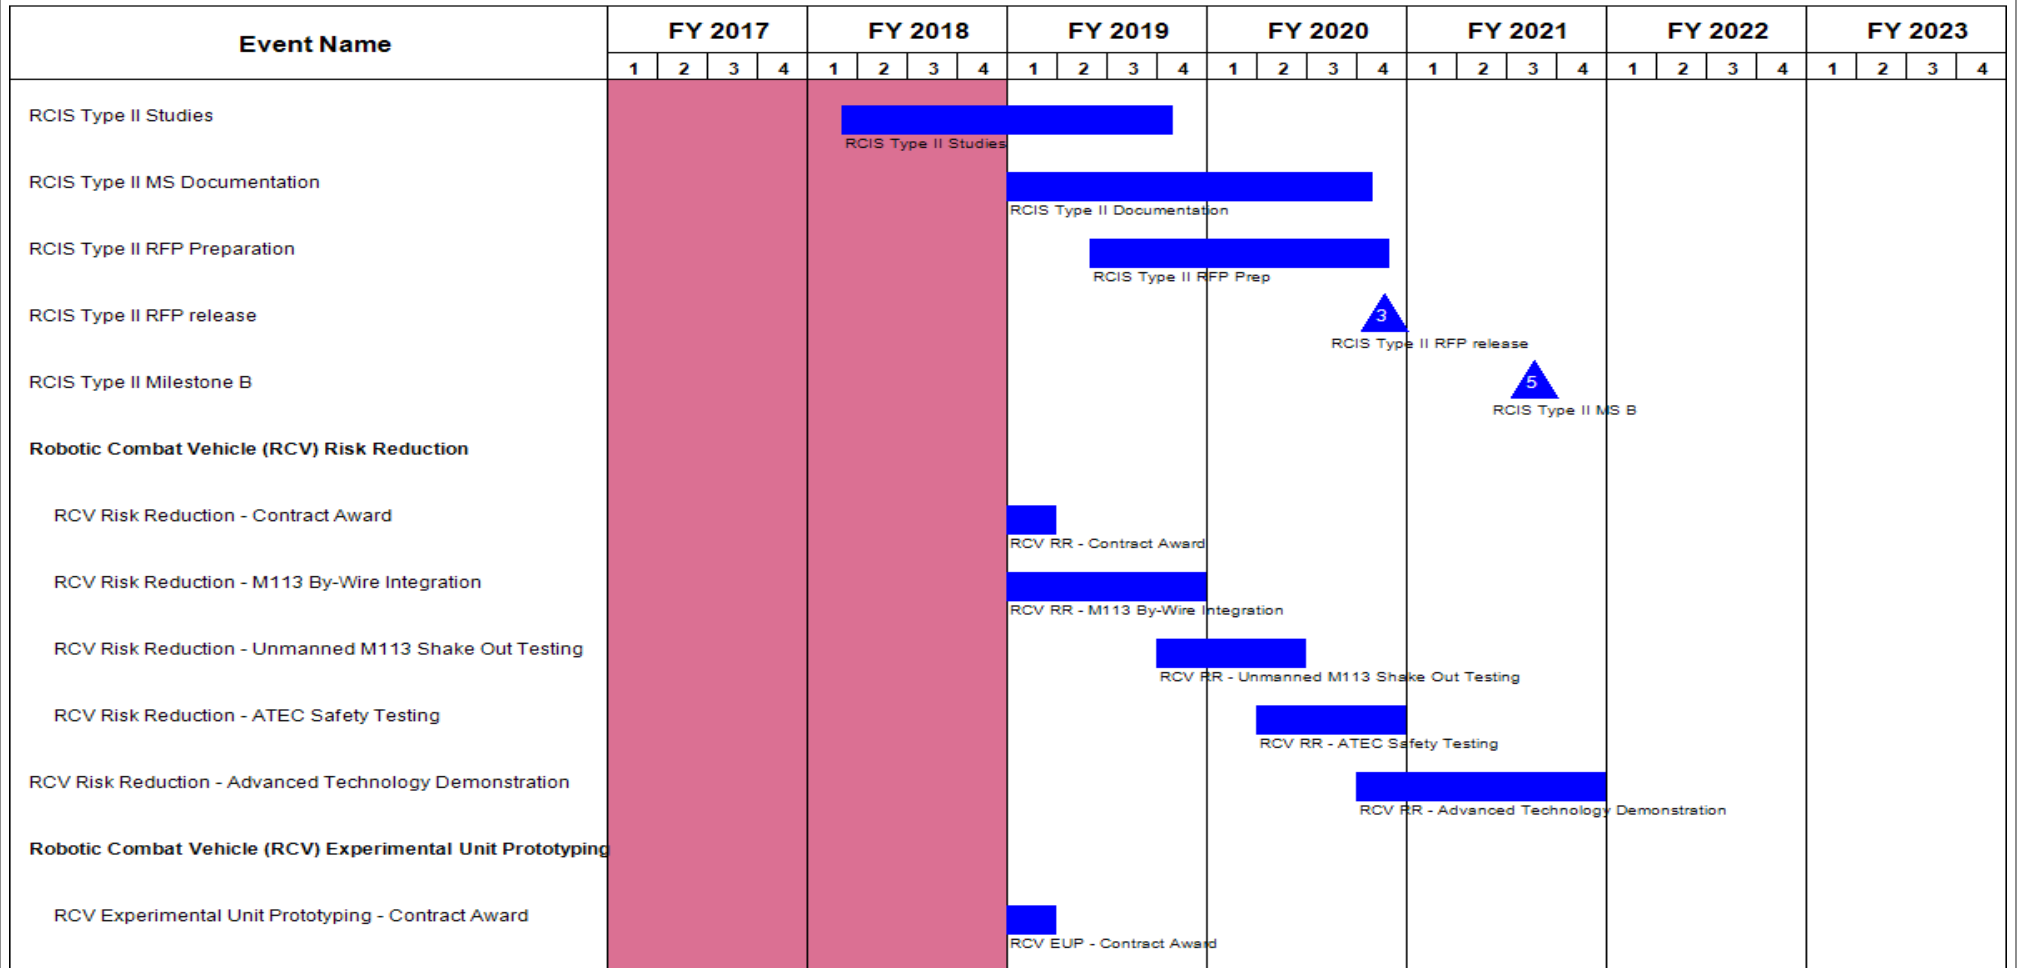 Event Name
FY 2017 FY 2018 FY 2019 FY 2020 FY 2021 FY 2022 FY 2023
1 2 3 4 1 2 3 4 1 2 3 4 1 2 3 4 1 2 3 4 1 2 3 4 1 2 3 4
RCIS Type II Studies
RCIS Type II Studies
RCIS Type II MS Documentation
RCIS Type II Documentation
RCIS Type II RFP Preparation
RCIS Type II RFP Prep
RCIS Type II RFP release
3
RCIS Type II RFP release
RCIS Type II Milestone B
5
RCIS Type II MS B
Robotic Combat Vehicle (RCV) Risk Reduction
RCV Risk Reduction - Contract Award
RCV RR - Contract Award
RCV Risk Reduction - M113 By-Wire Integration
RCV RR - M113 By-Wire Integration
RCV Risk Reduction - Unmanned M113 Shake Out Testing
RCV RR - Unmanned M113 Shake Out Testing
RCV Risk Reduction - ATEC Safety Testing
RCV RR - ATEC Safety Testing
RCV Risk Reduction - Advanced Technology Demonstration
RCV RR - Advanced Technology Demonstration
Robotic Combat Vehicle (RCV) Experimental Unit Prototyping
RCV Experimental Unit Prototyping - Contract Award
RCV EUP - Contract Award